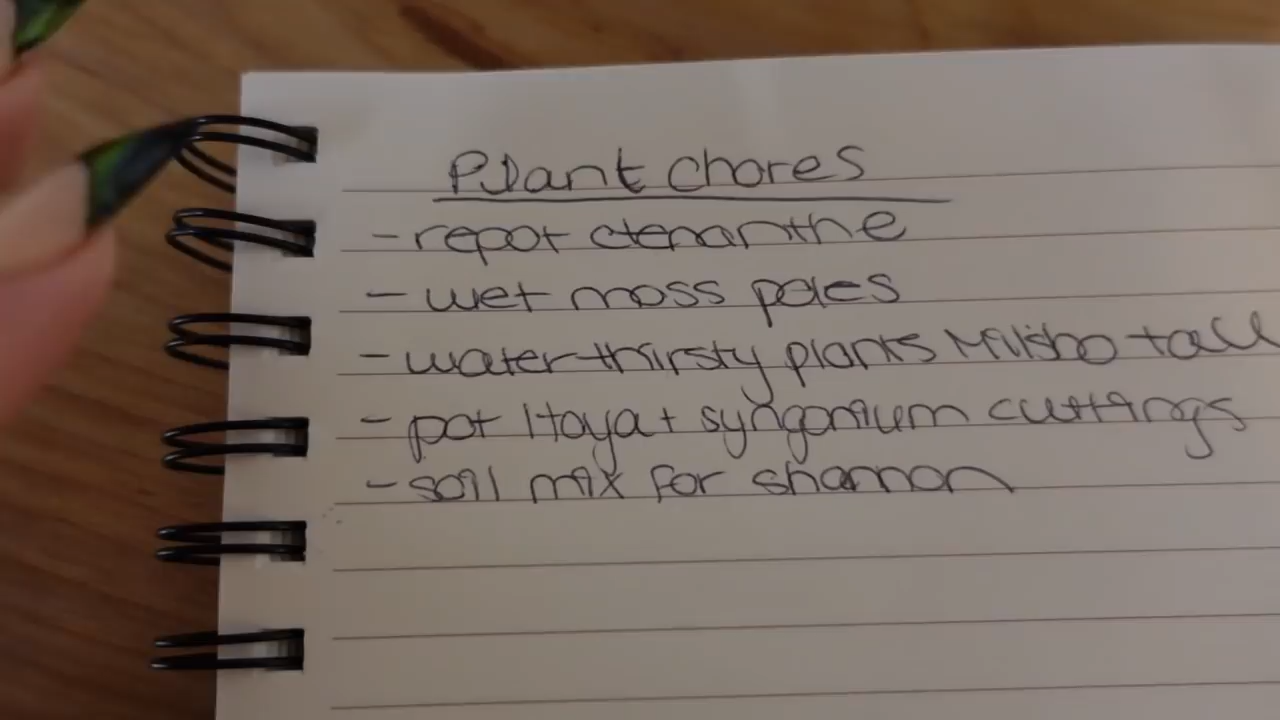 Plant chores
- repot ctenanthe
- wet moss poles
- water thirsty plants Milsbo tall
- pot Hoya + syngonium cuttings
- soil mix for shannon